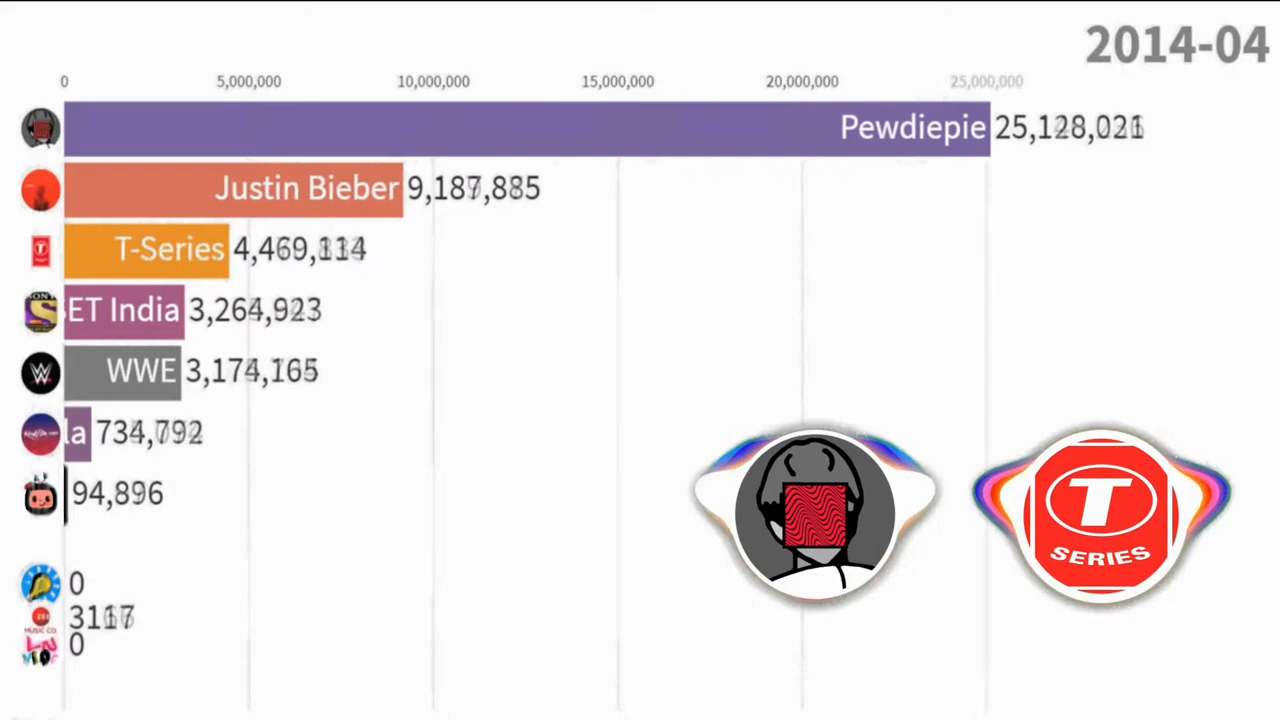 2014-04
0 5,000,000 10,000,000 15,000,000 20,000,000 25,000,000
Pewdiepie 25,128,021
Justin Bieber 9,187,885
T-Series 4,469,114
SET India 3,264,923
WWE 3,174,165
la 734,792
94,896
0
3117
0
T
SERIES